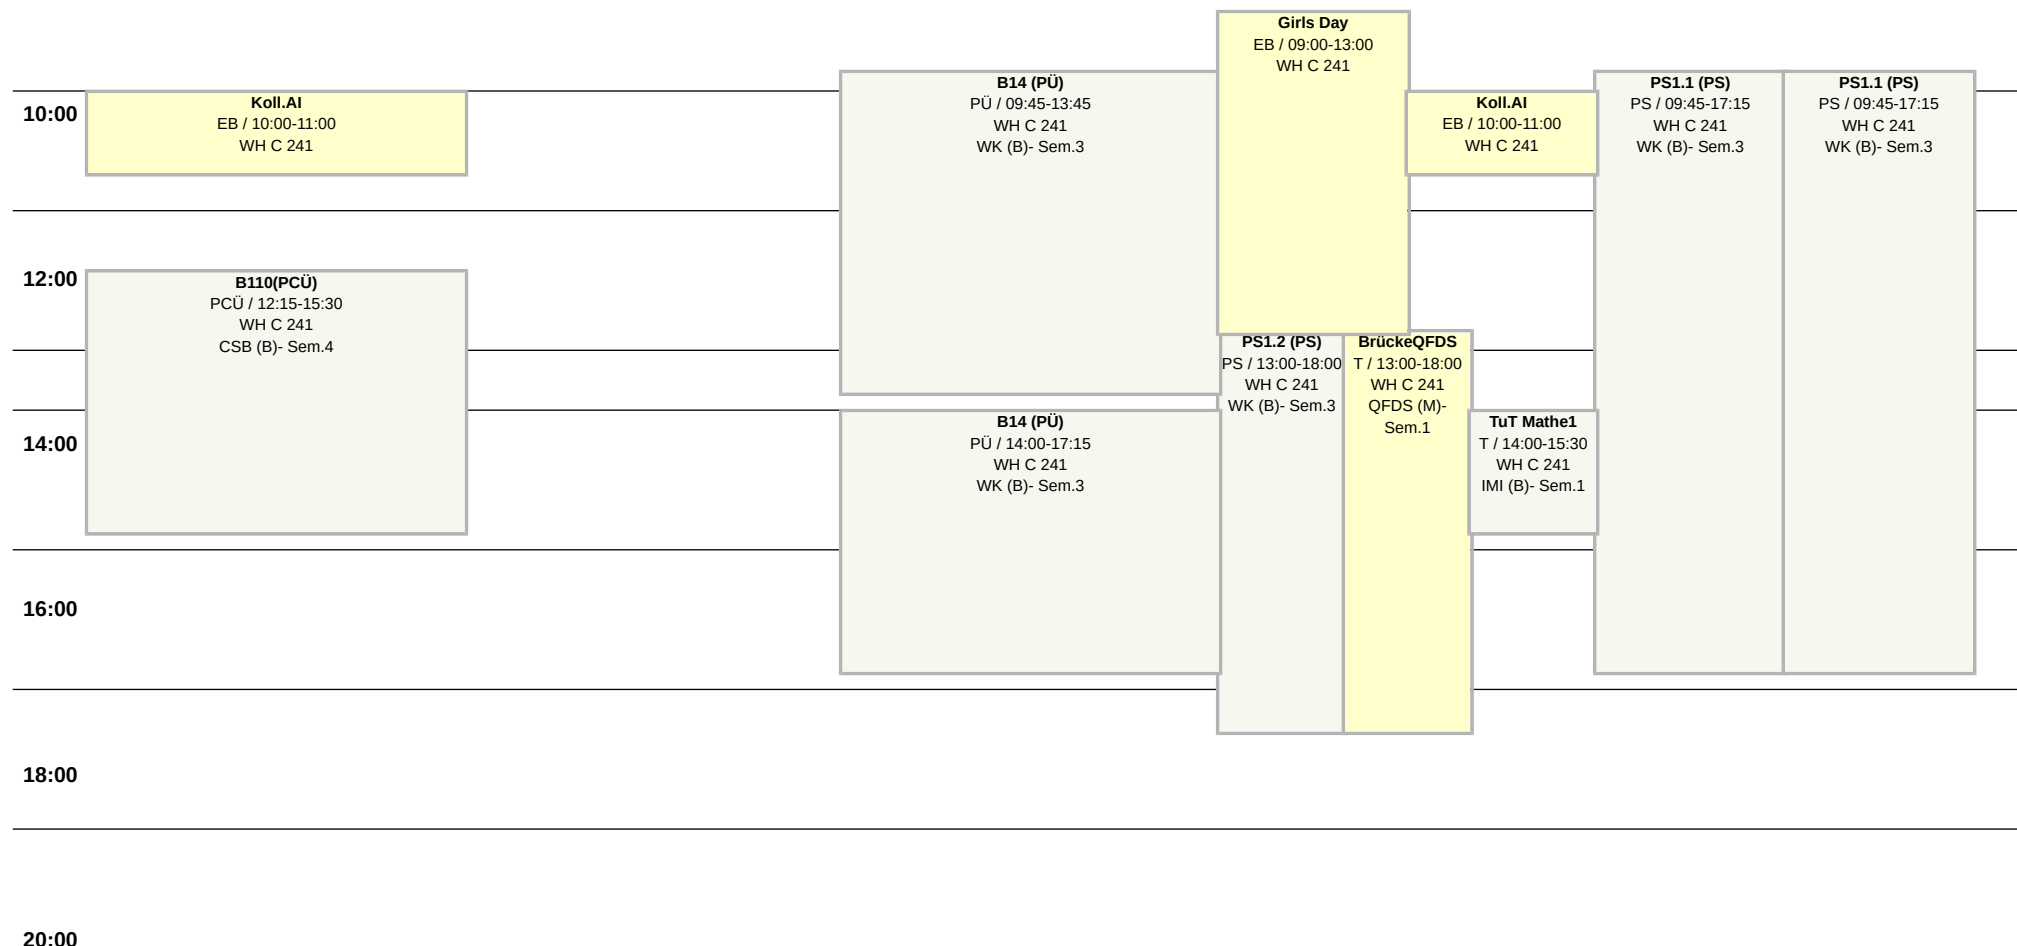 10:00
12:00
14:00
16:00
18:00
20:00
Koll.AI
EB / 10:00-11:00
WH C 241
B110(PCÜ)
PCÜ / 12:15-15:30
WH C 241
CSB (B)- Sem.4
B14 (PÜ)
PÜ / 09:45-13:45
WH C 241
WK (B)- Sem.3
B14 (PÜ)
PÜ / 14:00-17:15
WH C 241
WK (B)- Sem.3
Girls Day
EB / 09:00-13:00
WH C 241
PS1.2 (PS)
PS / 13:00-18:00
WH C 241
WK (B)- Sem.3
BrückeQFDS
T / 13:00-18:00
WH C 241
QFDS (M)-
Sem.1
Koll.AI
EB / 10:00-11:00
WH C 241
TuT Mathe1
T / 14:00-15:30
WH C 241
IMI (B)- Sem.1
PS1.1 (PS)
PS / 09:45-17:15
WH C 241
WK (B)- Sem.3
PS1.1 (PS)
PS / 09:45-17:15
WH C 241
WK (B)- Sem.3